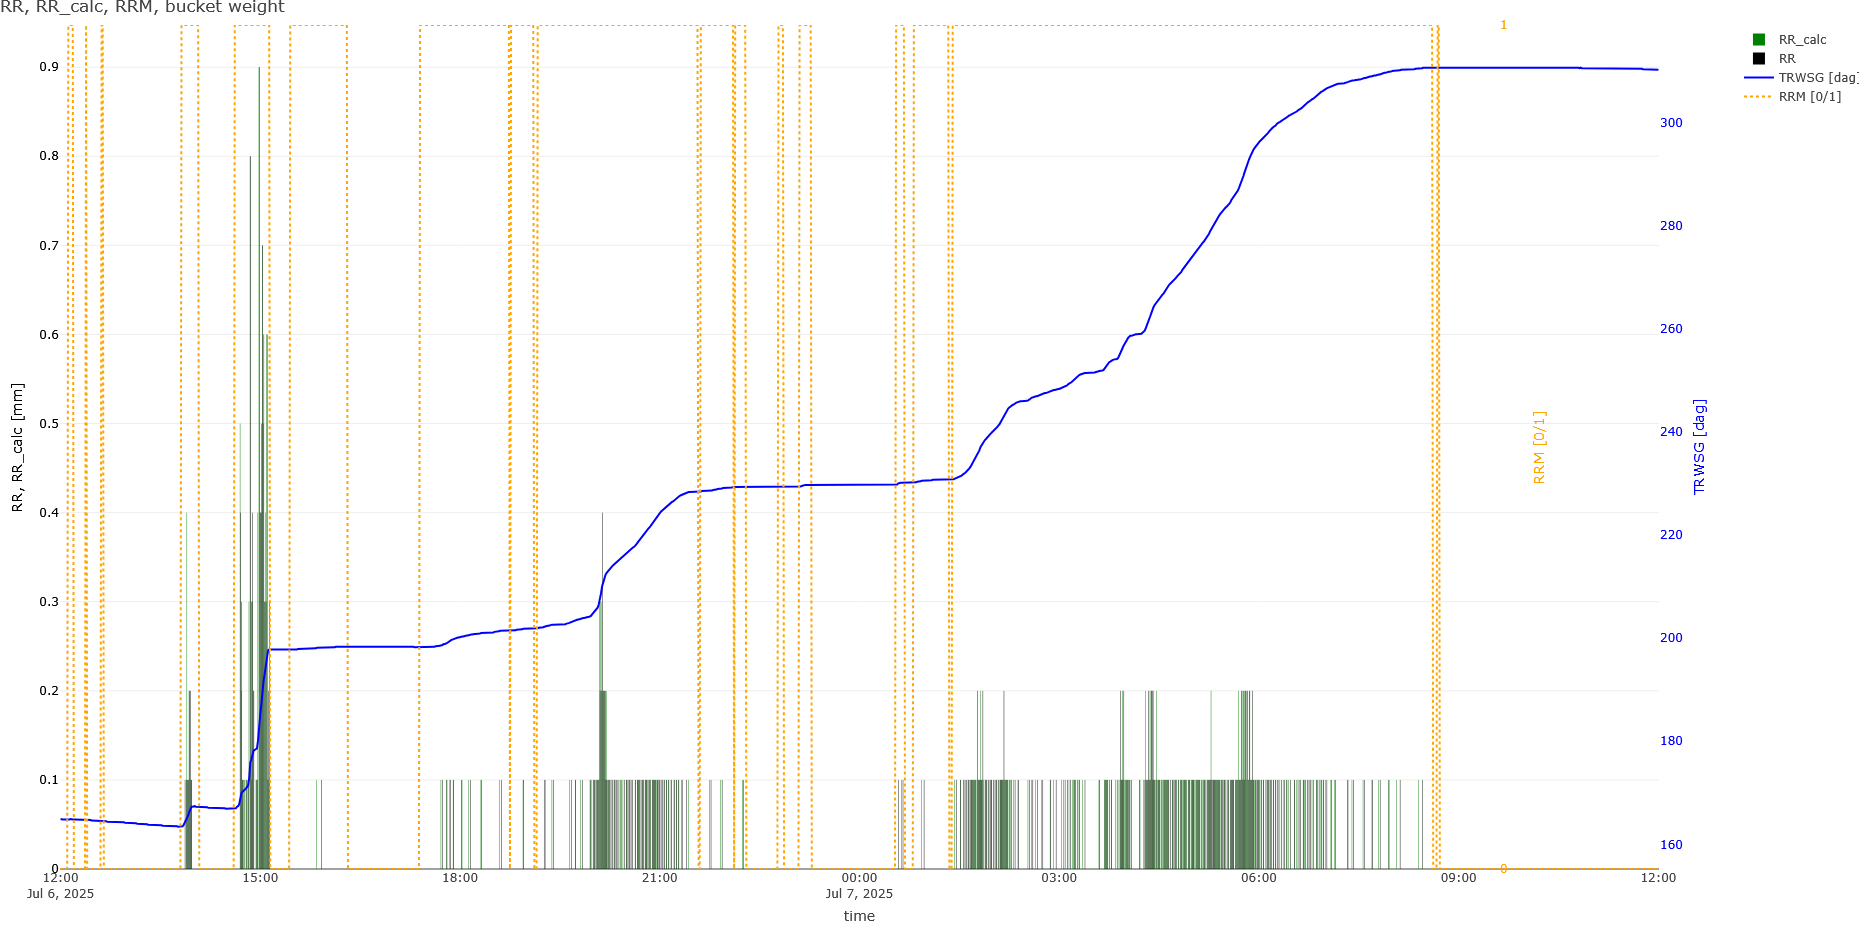 RR, RR_calc, RRM, bucket weight
RR_calc
RR
TRWSG [dag]
RRM [0/1]
RR, RR_calc [mm]
0.9
0.8
0.7
0.6
0.5
0.4
0.3
0.2
0.1
0
1
0
RRM [0/1]
300
280
260
240
220
200
180
160
TRWSG [dag]
12:00
Jul 6, 2025
15:00
18:00
21:00
00:00
Jul 7, 2025
03:00
06:00
09:00
12:00
time